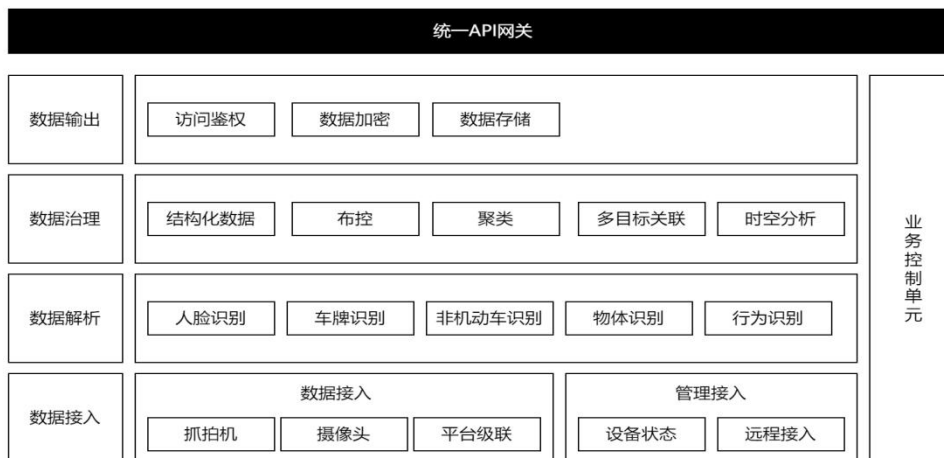 统一API网关
数据输出
访问鉴权
数据加密
数据存储
数据治理
结构化数据
布控
聚类
多目标关联
时空分析
数据解析
人脸识别
车牌识别
非机动车识别
物体识别
行为识别
数据接入
数据接入
抓拍机
摄像头
平台级联
管理接入
设备状态
远程接入
业务控制单元